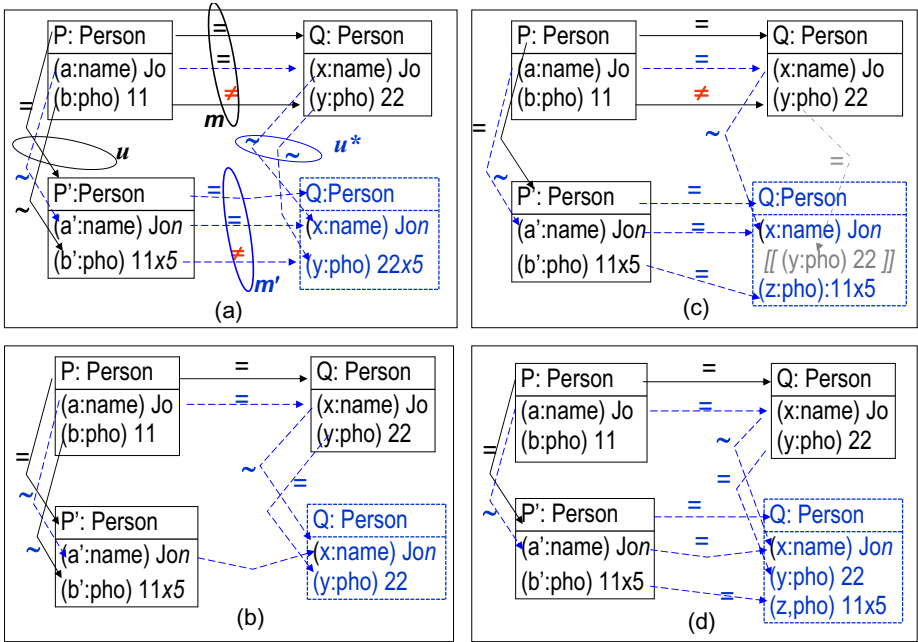 P: Person
(a:name) Jo
(b:pho) 11
=
=
≠
m
Q: Person
(x:name) Jo
(y:pho) 22
=
~
~
u
~
~
u*
P':Person
(a':name) Jon
(b':pho) 11x5
=
=
≠
m'
Q:Person
(x:name) Jon
(y:pho) 22x5
(a)
P: Person
(a:name) Jo
(b:pho) 11
=
=
≠
Q: Person
(x:name) Jo
(y:pho) 22
=
~
~
=
P': Person
(a':name) Jon
(b':pho) 11x5
=
=
=
Q:Person
(x:name) Jon
[[ (y:pho) 22 ]]
(z:pho):11x5
(c)
P: Person
(a:name) Jo
(b:pho) 11
=
=
Q: Person
(x:name) Jo
(y:pho) 22
=
~
~
~
=
P': Person
(a':name) Jon
(b':pho) 11x5
Q: Person
(x:name) Jon
(y:pho) 22
(b)
P: Person
(a:name) Jo
(b:pho) 11
=
=
Q: Person
(x:name) Jo
(y:pho) 22
=
~
~
=
P': Person
(a':name) Jon
(b':pho) 11x5
=
=
=
Q: Person
(x:name) Jon
(y:pho) 22
(z,pho) 11x5
(d)